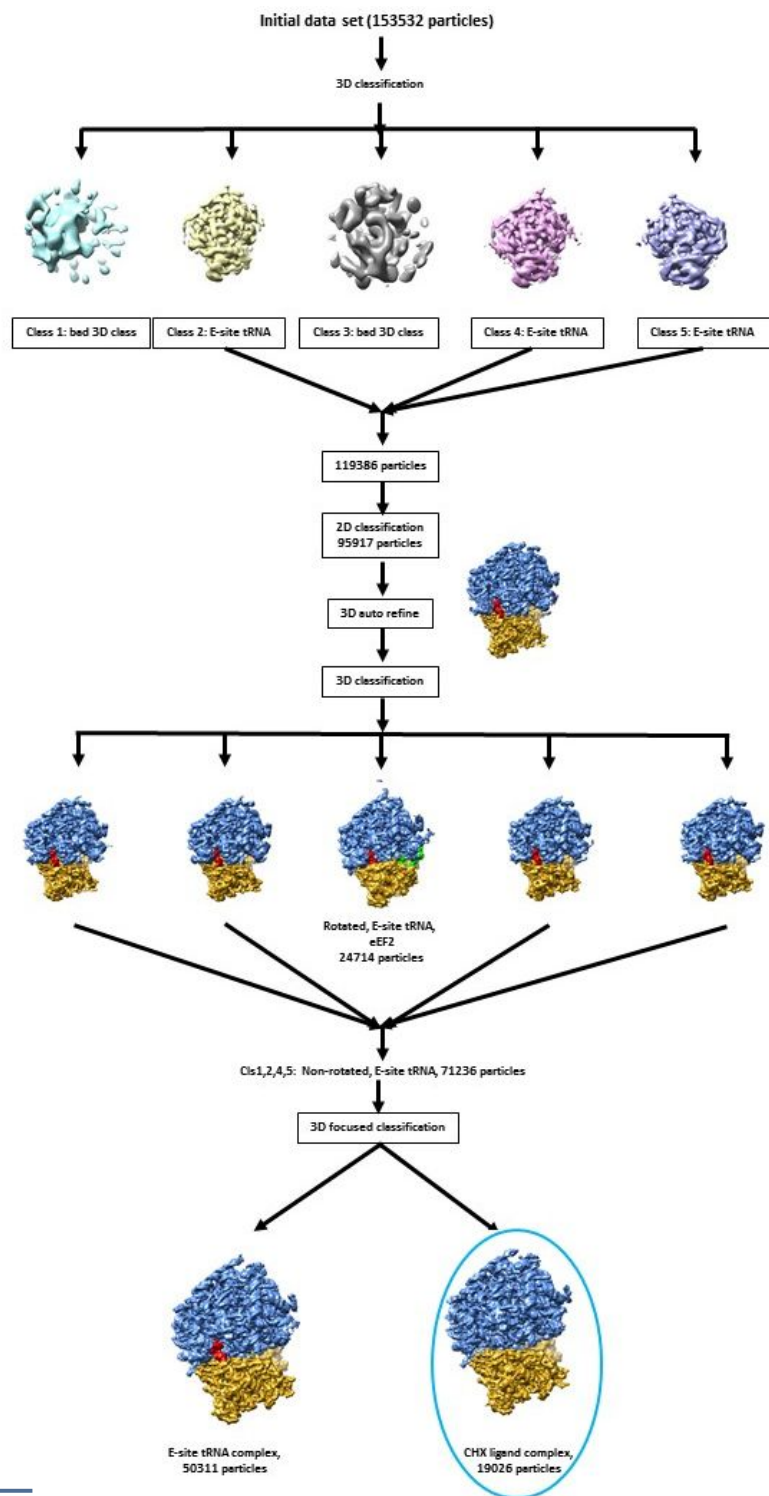 Initial data set (153532 particles)
3D classification
Class 1: bad 3D class
Class 2: E-site tRNA
Class 3: bad 3D class
Class 4: E-site tRNA
Class 5: E-site tRNA
119386 particles
2D classification
95917 particles
3D auto refine
3D classification
Rotated, E-site tRNA,
eEF2
24714 particles
Cls1,2,4,5: Non-rotated, E-site tRNA, 71236 particles
3D focused classification
E-site tRNA complex,
50311 particles
CHX ligand complex,
19026 particles